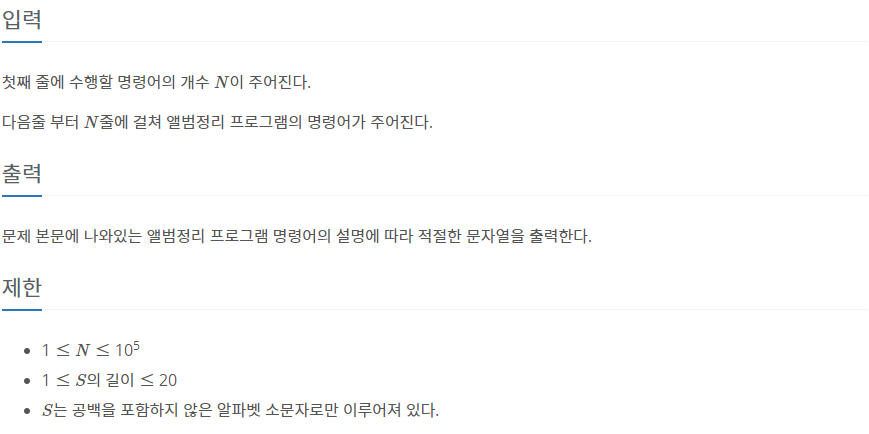 입력
첫째 줄에 수행할 명령어의 개수 N이 주어진다.
다음줄 부터 N줄에 걸쳐 앨범정리 프로그램의 명령어가 주어진다.
출력
문제 본문에 나와있는 앨범정리 프로그램 명령어의 설명에 따라 적절한 문자열을 출력한다.
제한
• 1 ≤ N ≤ 10⁵
• 1 ≤ S의 길이 ≤ 20
• S는 공백을 포함하지 않은 알파벳 소문자로만 이루어져 있다.